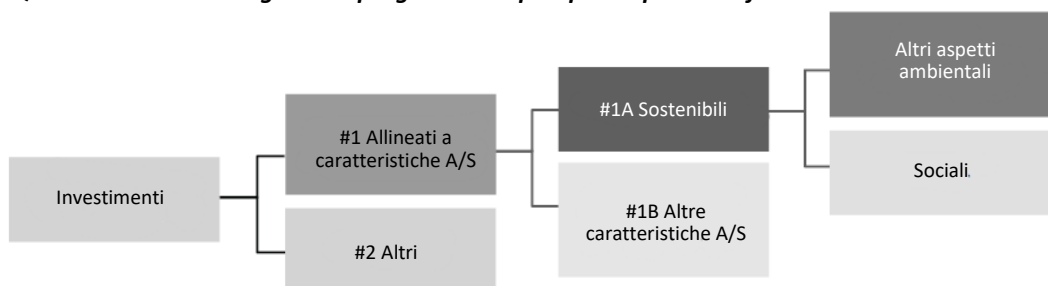 Investimenti
#1 Allineati a
caratteristiche A/S
#2 Altri
#1A Sostenibili
#1B Altre
caratteristiche A/S
Altri aspetti
ambientali
Sociali